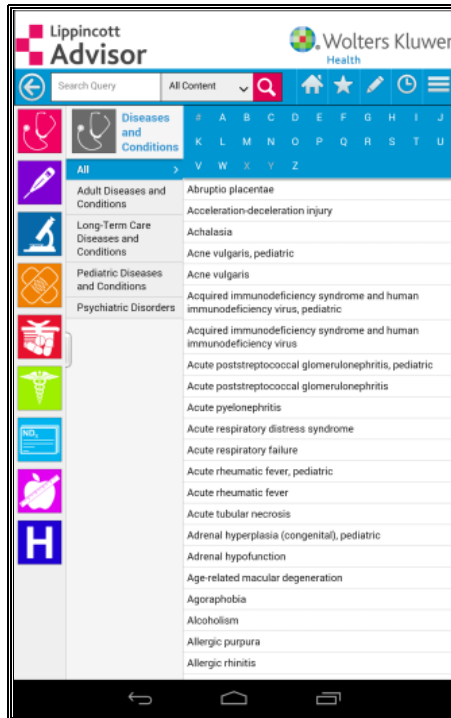 Lippincott
Advisor
Wolters Kluwer
Health
Search Query
All Content
Diseases
and
Conditions
# A B C D E F G H I J
K L M N O P Q R S T U
V W X Y Z
All >
Adult Diseases and
Conditions
Long-Term Care
Diseases and
Conditions
Pediatric Diseases
and Conditions
Psychiatric Disorders
Abruptio placentae
Acceleration-deceleration injury
Achalasia
Acne vulgaris, pediatric
Acne vulgaris
Acquired immunodeficiency syndrome and human
immunodeficiency virus, pediatric
Acquired immunodeficiency syndrome and human
immunodeficiency virus
Acute poststreptococcal glomerulonephritis, pediatric
Acute poststreptococcal glomerulonephritis
Acute pyelonephritis
Acute respiratory distress syndrome
Acute respiratory failure
Acute rheumatic fever, pediatric
Acute rheumatic fever
Acute tubular necrosis
Adrenal hyperplasia (congenital), pediatric
Adrenal hypofunction
Age-related macular degeneration
Agoraphobia
Alcoholism
Allergic purpura
Allergic rhinitis
H